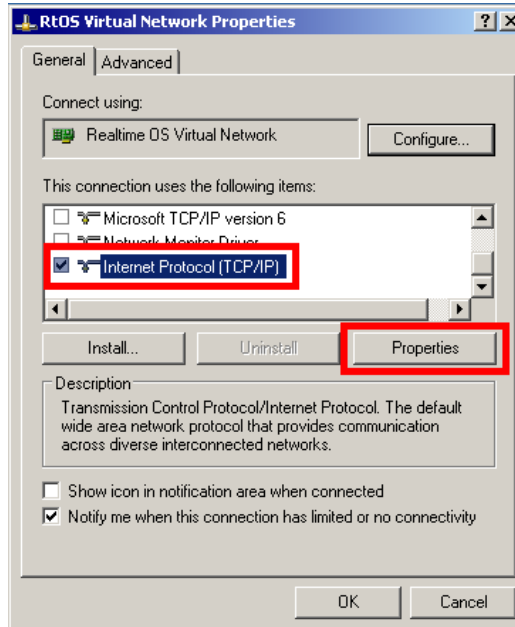 RtOS Virtual Network Properties
General
Advanced
Connect using:
Realtime OS Virtual Network
Configure...
This connection uses the following items:
Microsoft TCP/IP version 6
Network Monitor Driver
Internet Protocol (TCP/IP)
Install...
Uninstall
Properties
Description
Transmission Control Protocol/Internet Protocol. The default
wide area network protocol that provides communication
across diverse interconnected networks.
Show icon in notification area when connected
Notify me when this connection has limited or no connectivity
OK
Cancel